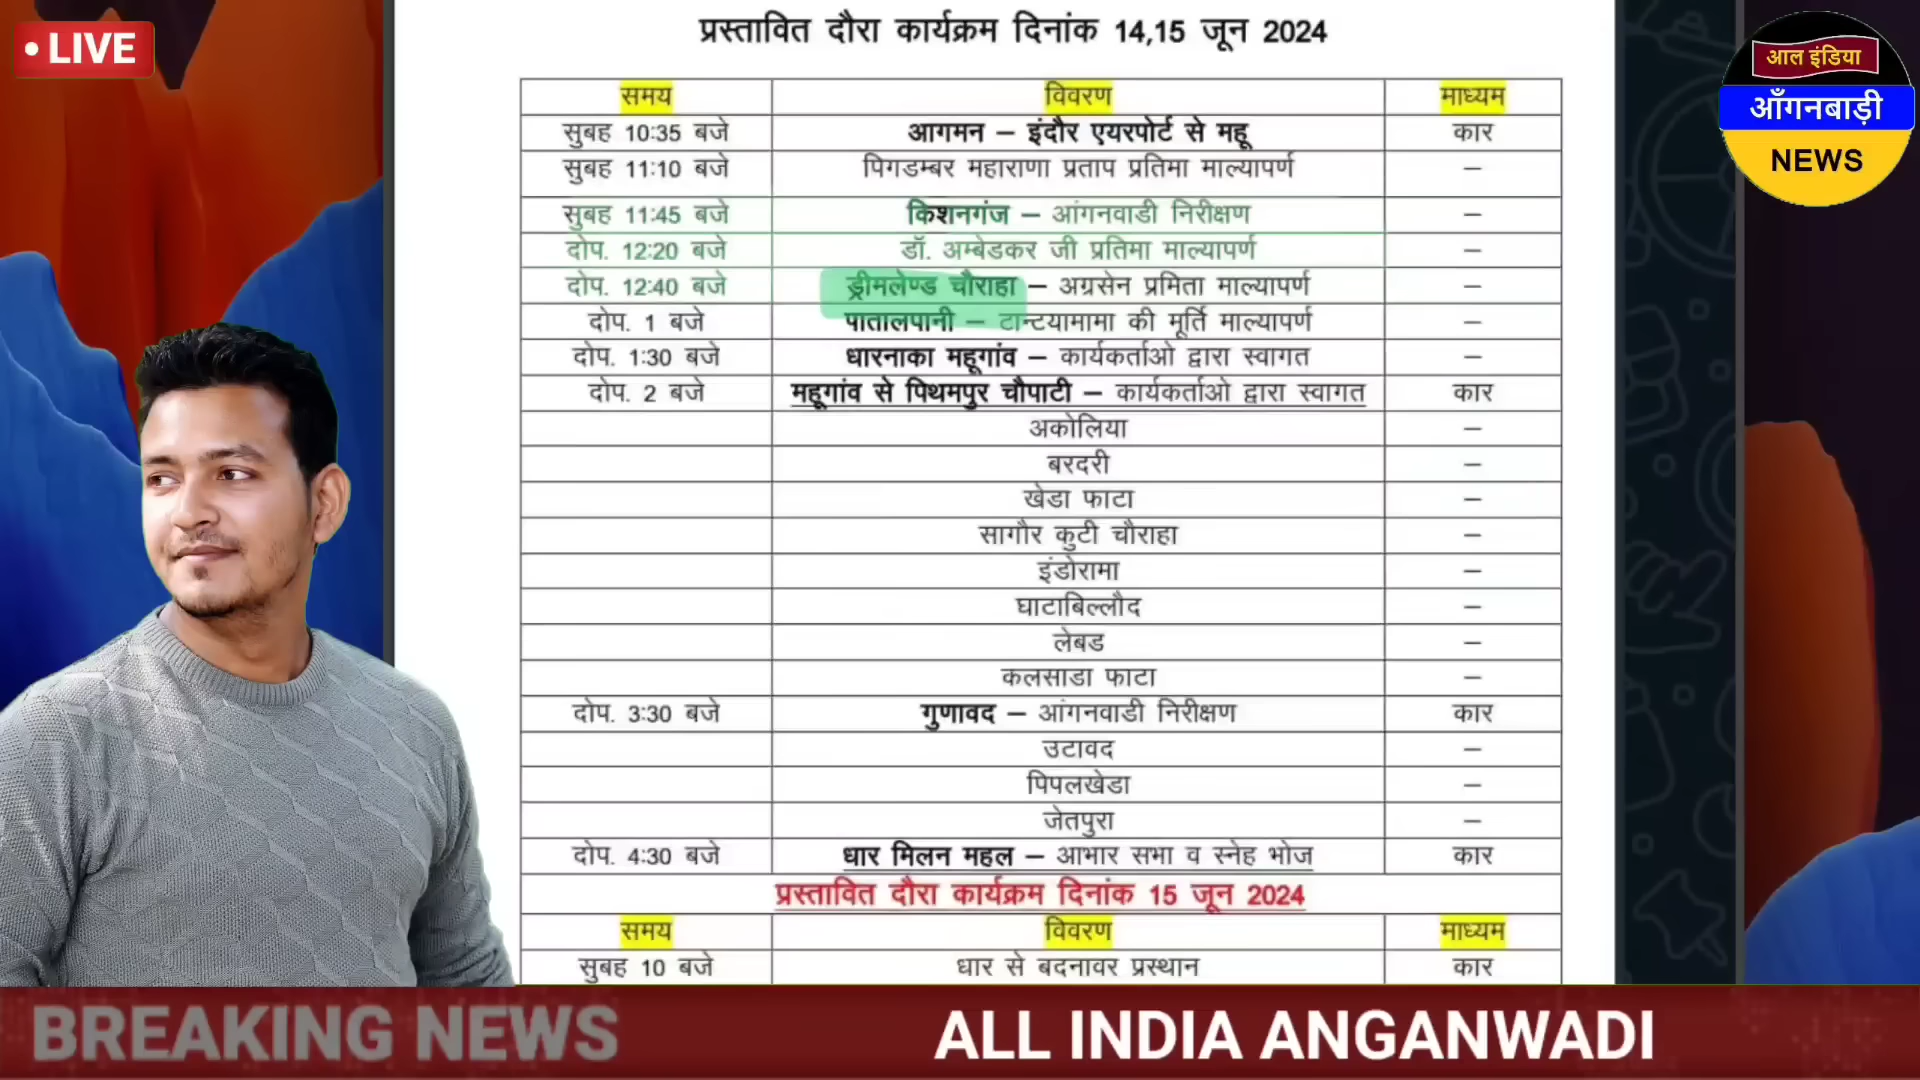 • LIVE
प्रस्तावित दौरा कार्यक्रम दिनांक 14,15 जून 2024
आल इंडिया
आँगनबाड़ी
NEWS
समय विवरण माध्यम
सुबह 10:35 बजे आगमन – इंदौर एयरपोर्ट से महू कार
सुबह 11:10 बजे पिगडम्बर महाराणा प्रताप प्रतिमा माल्यापर्ण –
सुबह 11:45 बजे किशनगंज – आंगनवाडी निरीक्षण –
दोप. 12:20 बजे डॉ. अम्बेडकर जी प्रतिमा माल्यापर्ण –
दोप. 12:40 बजे ड्रीमलेण्ड चौराहा – अग्रसेन प्रमिता माल्यापर्ण –
दोप. 1 बजे पातालपानी – टान्टयामामा की मूर्ति माल्यापर्ण –
दोप. 1:30 बजे धारनाका महूगांव – कार्यकर्ताओ द्वारा स्वागत –
दोप. 2 बजे महूगांव से पिथमपुर चौपाटी – कार्यकर्ताओ द्वारा स्वागत कार
अकोलिया –
बरदरी –
खेडा फाटा –
सागौर कुटी चौराहा –
इंडोरामा –
घाटाबिल्लौद –
लेबड –
कलसाडा फाटा –
दोप. 3:30 बजे गुणावद – आंगनवाडी निरीक्षण कार
उटावद –
पिपलखेडा –
जेतपुरा –
दोप. 4:30 बजे धार मिलन महल – आभार सभा व स्नेह भोज कार
प्रस्तावित दौरा कार्यक्रम दिनांक 15 जून 2024
समय विवरण माध्यम
सुबह 10 बजे धार से बदनावर प्रस्थान कार
BREAKING NEWS ALL INDIA ANGANWADI